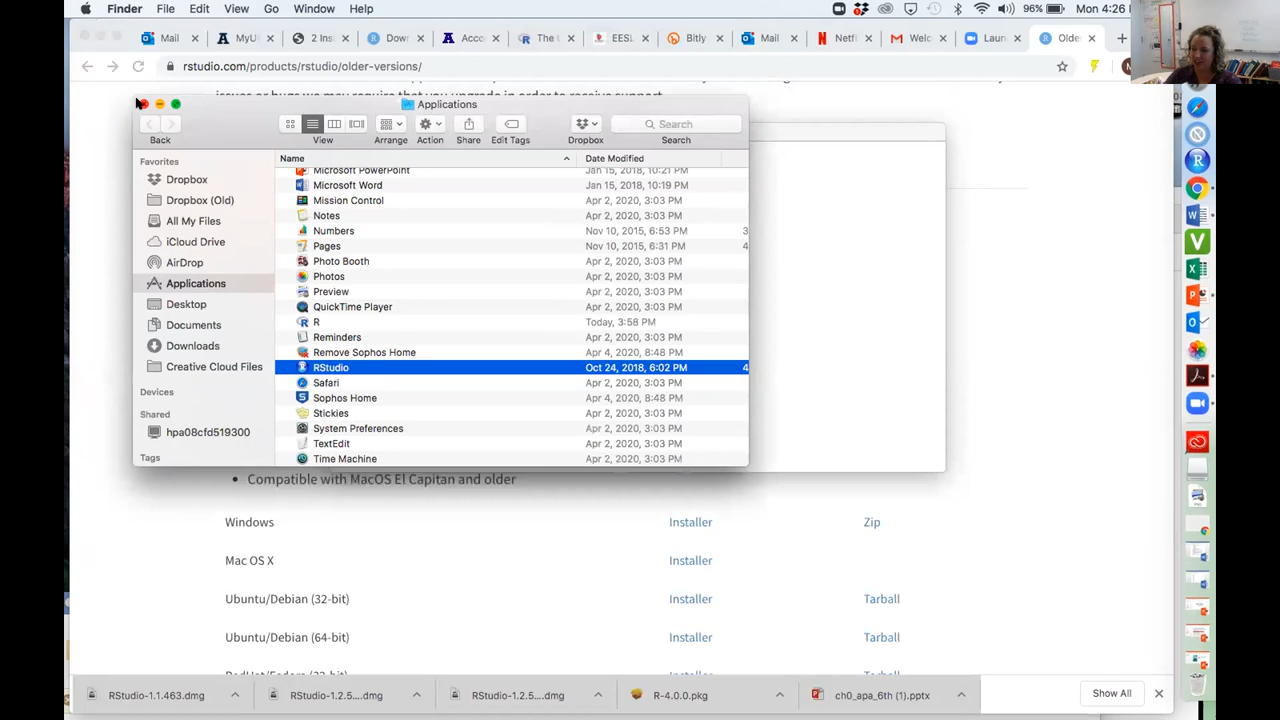 Finder File Edit View Go Window Help 96% Mon 4:26
Mail MyU 2 Ins Dow Acc The EESL Bitly Mail Netfl Welc Laun Older
rstudio.com/products/rstudio/older-versions/
Applications
Search
Back View Arrange Action Share Edit Tags Dropbox Search
Favorites
Dropbox
Dropbox (Old)
All My Files
iCloud Drive
AirDrop
Applications
Desktop
Documents
Downloads
Creative Cloud Files
Devices
Shared
hpa08cfd519300
Tags
Name Date Modified
Microsoft PowerPoint Jan 15, 2018, 10:21 PM
Microsoft Word Jan 15, 2018, 10:19 PM
Mission Control Apr 2, 2020, 3:03 PM
Notes Apr 2, 2020, 3:03 PM
Numbers Nov 10, 2015, 6:53 PM 3
Pages Nov 10, 2015, 6:31 PM 4
Photo Booth Apr 2, 2020, 3:03 PM
Photos Apr 2, 2020, 3:03 PM
Preview Apr 2, 2020, 3:03 PM
QuickTime Player Apr 2, 2020, 3:03 PM
R Today, 3:58 PM
Reminders Apr 2, 2020, 3:03 PM
Remove Sophos Home Apr 4, 2020, 8:48 PM
RStudio Oct 24, 2018, 6:02 PM 4
Safari Apr 2, 2020, 3:03 PM
Sophos Home Apr 4, 2020, 8:48 PM
Stickies Apr 2, 2020, 3:03 PM
System Preferences Apr 2, 2020, 3:03 PM
TextEdit Apr 2, 2020, 3:03 PM
Time Machine Apr 2, 2020, 3:03 PM
• Compatible with MacOS El Capitan and older
Windows Installer Zip
Mac OS X Installer
Ubuntu/Debian (32-bit) Installer Tarball
Ubuntu/Debian (64-bit) Installer Tarball
RStudio-1.1.463.dmg RStudio-1.2.5....dmg RStudio-1.2.5....dmg R-4.0.0.pkg ch0_apa_6th (1).pptx Show All